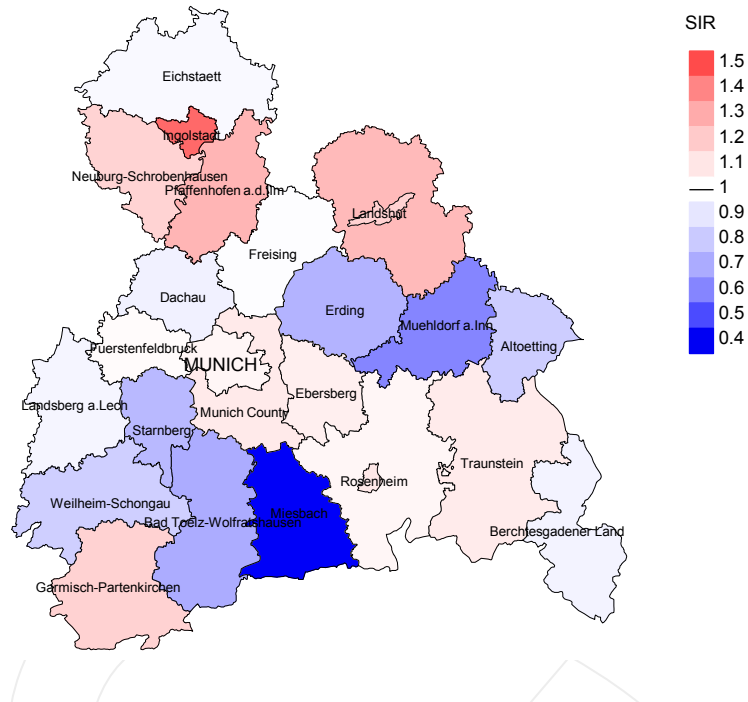 SIR
1.5
1.4
1.3
1.2
1.1
1
0.9
0.8
0.7
0.6
0.5
0.4
Eichstaett
Ingolstadt
Neuburg-Schrobenhausen
Pfaffenhofen a.d.Ilm
Landshut
Freising
Dachau
Erding
Muehldorf a.Inn
Altoetting
Fuerstenfeldbruck
MUNICH
Ebersberg
Landsberg a.Lech
Munich County
Starnberg
Traunstein
Rosenheim
Weilheim-Schongau
Miesbach
Bad Toelz-Wolfratshausen
Berchtesgadener Land
Garmisch-Partenkirchen